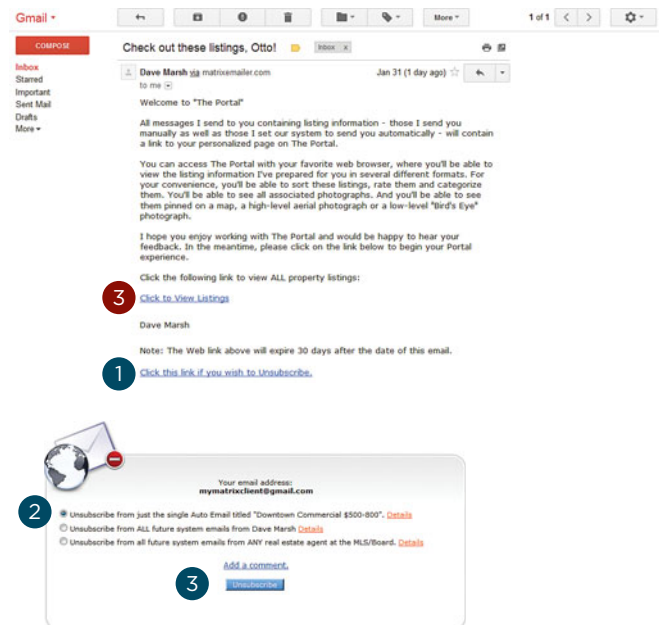 Gmail
More
1 of 1
COMPOSE
Check out these listings, Otto!
Inbox x
Inbox
Starred
Important
Sent Mail
Drafts
More
Dave Marsh via matrixemailer.com
Jan 31 (1 day ago)
to me
Welcome to "The Portal"
All messages I send to you containing listing information - those I send you
manually as well as those I set our system to send you automatically - will contain
a link to your personalized page on The Portal.
You can access The Portal with your favorite web browser, where you'll be able to
view the listing information I've prepared for you in several different formats. For
your convenience, you'll be able to sort these listings, rate them and categorize
them. You'll be able to see all associated photographs. And you'll be able to see
them pinned on a map, a high-level aerial photograph or a low-level "Bird's Eye"
photograph.
I hope you enjoy working with The Portal and would be happy to hear your
feedback. In the meantime, please click on the link below to begin your Portal
experience.
Click the following link to view ALL property listings:
3 Click to View Listings
Dave Marsh
Note: The Web link above will expire 30 days after the date of this email.
1 Click this link if you wish to Unsubscribe.
Your email address:
mymatrixclient@gmail.com
2 Unsubscribe from just the single Auto Email titled "Downtown Commercial $500-800". Details
Unsubscribe from ALL future system emails from Dave Marsh Details
Unsubscribe from all future system emails from ANY real estate agent at the MLS/Board. Details
Add a comment.
3 Unsubscribe